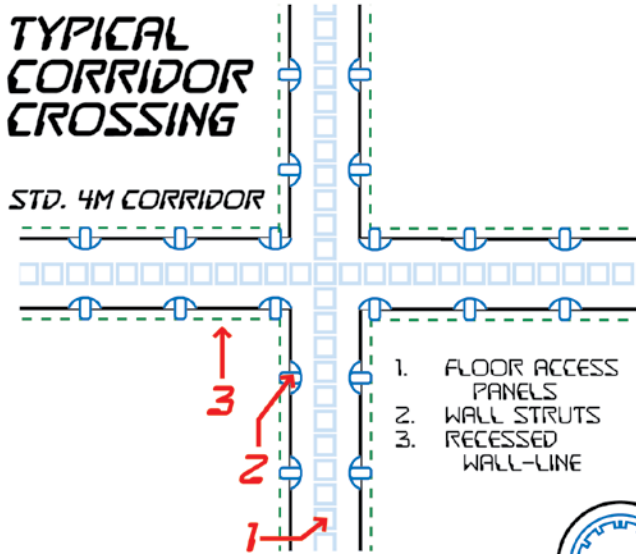 TYPICAL
CORRIDOR
CROSSING
STD. 4M CORRIDOR
3
2
1
1. FLOOR ACCESS
PANELS
2. WALL STRUTS
3. RECESSED
WALL-LINE